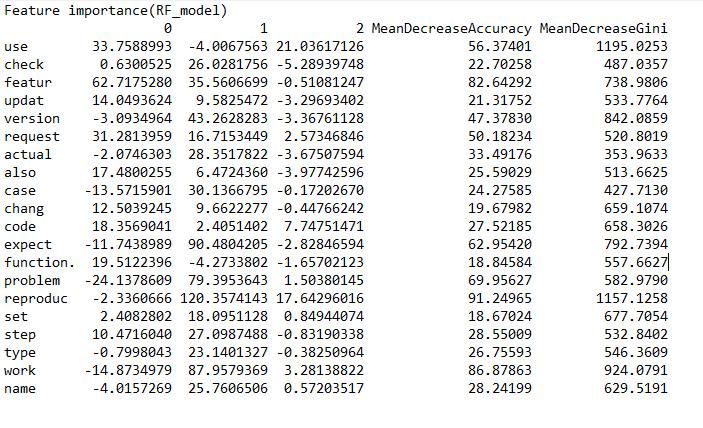 Feature importance(RF_model)
0 1 2 MeanDecreaseAccuracy MeanDecreaseGini
use 33.7588993 -4.0067563 21.03617126 56.37401 1195.0253
check 0.6300525 26.0281756 -5.28939748 22.70258 487.0357
featur 62.7175280 35.5606699 -0.51081247 82.64292 738.9806
updat 14.0493624 9.5825472 -3.29693402 21.31752 533.7764
version -3.0934964 43.2628283 -3.36761128 47.37830 842.0859
request 31.2813959 16.7153449 2.57346846 50.18234 520.8019
actual -2.0746303 28.3517822 -3.67507594 33.49176 353.9633
also 17.4800255 6.4724360 -3.97742596 25.59029 513.6625
case -13.5715901 30.1366795 -0.17202670 24.27585 427.7130
chang 12.5039245 9.6622277 -0.44766242 19.67982 659.1074
code 18.3569041 2.4051402 7.74751471 27.52185 658.3026
expect -11.7438989 90.4804205 -2.82846594 62.95420 792.7394
function. 19.5122396 -4.2733802 -1.65702123 18.84584 557.6627
problem -24.1378609 79.3953643 1.50380145 69.95627 582.9790
reproduc -2.3360666 120.3574143 17.64296016 91.24965 1157.1258
set 2.4082802 18.0951128 0.84944074 18.67024 677.7054
step 10.4716040 27.0987488 -0.83190338 28.55009 532.8402
type -0.7998043 23.1401327 -0.38250964 26.75593 546.3609
work -14.8734979 87.9579369 3.28138822 86.87863 924.0791
name -4.0157269 25.7606506 0.57203517 28.24199 629.5191